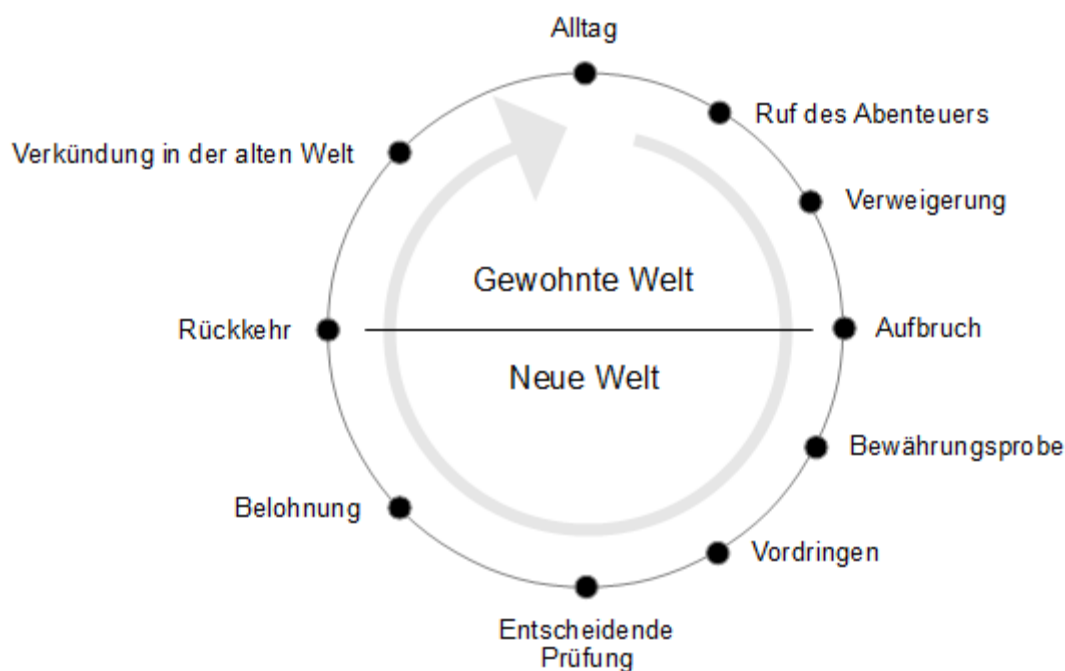 Alltag
Ruf des Abenteuers
Verkündung in der alten Welt
Verweigerung
Gewohnte Welt
Rückkehr
Aufbruch
Neue Welt
Bewährungsprobe
Belohnung
Vordringen
Entscheidende
Prüfung